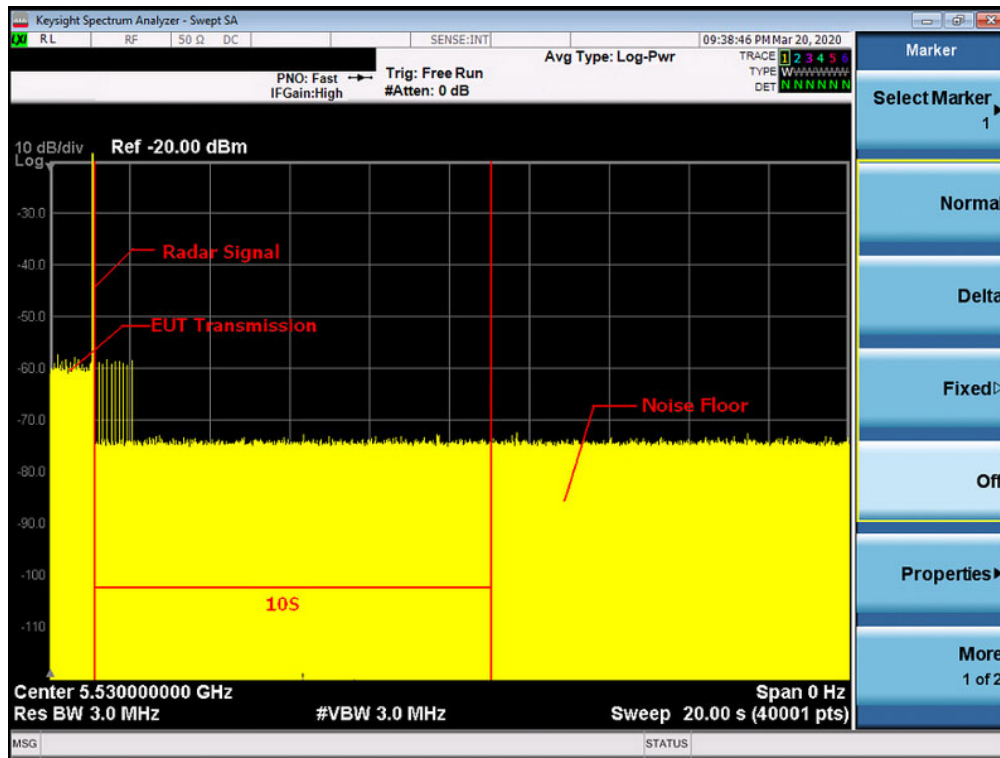 Keysight Spectrum Analyzer - Swept SA
LXI RL RF 50 Ω DC SENSE:INT 09:38:46 PM Mar 20, 2020
Avg Type: Log-Pwr TRACE 1 2 3 4 5 6
PNO: Fast Trig: Free Run TYPE W
IFGain:High #Atten: 0 dB DET N N N N N N
10 dB/div Ref -20.00 dBm
Log
-30.0
Radar Signal
-40.0
-50.0
EUT Transmission
-60.0
Noise Floor
-70.0
-80.0
-90.0
-100
10S
-110
Center 5.530000000 GHz Span 0 Hz
Res BW 3.0 MHz #VBW 3.0 MHz Sweep 20.00 s (40001 pts)
MSG STATUS
Marker
Select Marker
1
Normal
Delta
Fixed
Off
Properties
More
1 of 2